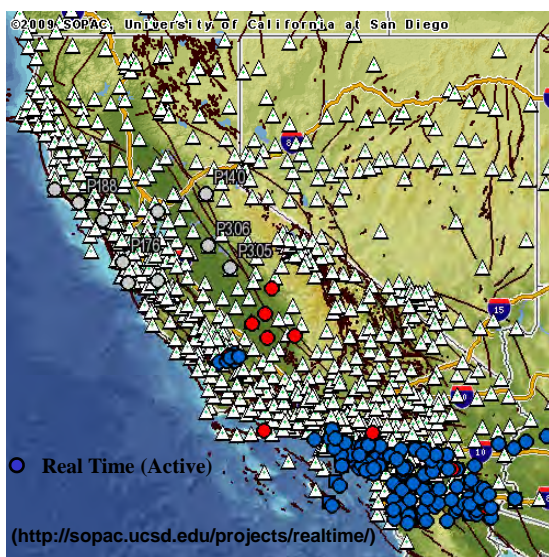 ©2009 SOPAC, University of California at San Diego
8
P140
P188
P306
P176
P305
15
10
Real Time (Active)
(http://sopac.ucsd.edu/projects/realtime/)